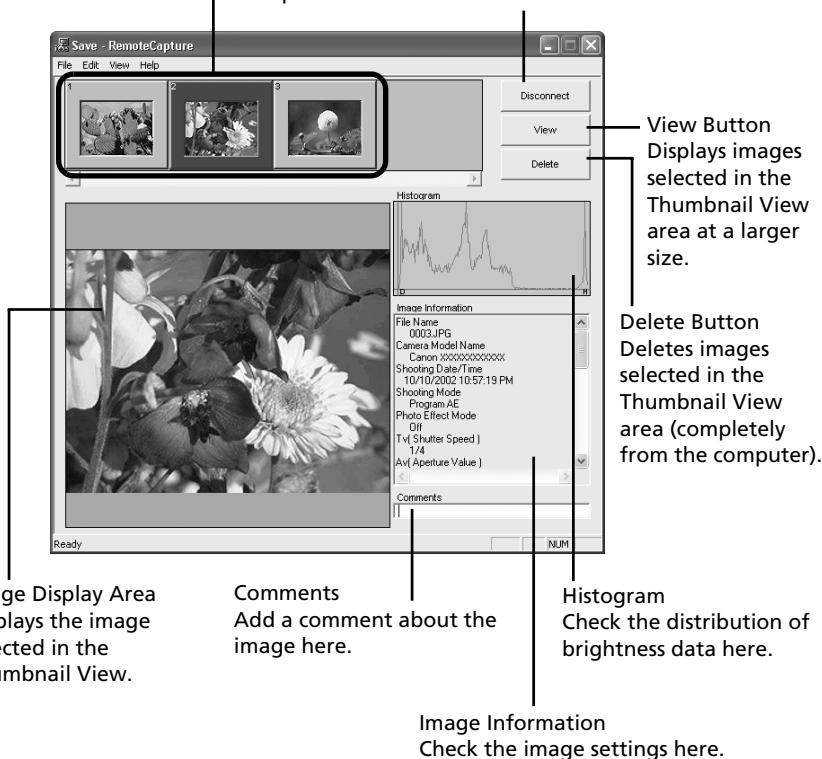 Save - RemoteCapture
File Edit View Help
1 2 3
Disconnect
View
Delete
View Button
Displays images
selected in the
Thumbnail View
area at a larger
size.
Histogram
0 H
Delete Button
Deletes images
selected in the
Thumbnail View
area (completely
from the computer).
Image Information
File Name
0003.JPG
Camera Model Name
Canon XXXXXXXXXXXX
Shooting Date/Time
10/10/2002 10:57:19 PM
Shooting Mode
Program AE
Photo Effect Mode
Off
Tv( Shutter Speed )
1/4
Av( Aperture Value )
Comments
Ready NUM
ge Display Area
plays the image
ected in the
umbnail View.
Comments
Add a comment about the
image here.
Histogram
Check the distribution of
brightness data here.
Image Information
Check the image settings here.